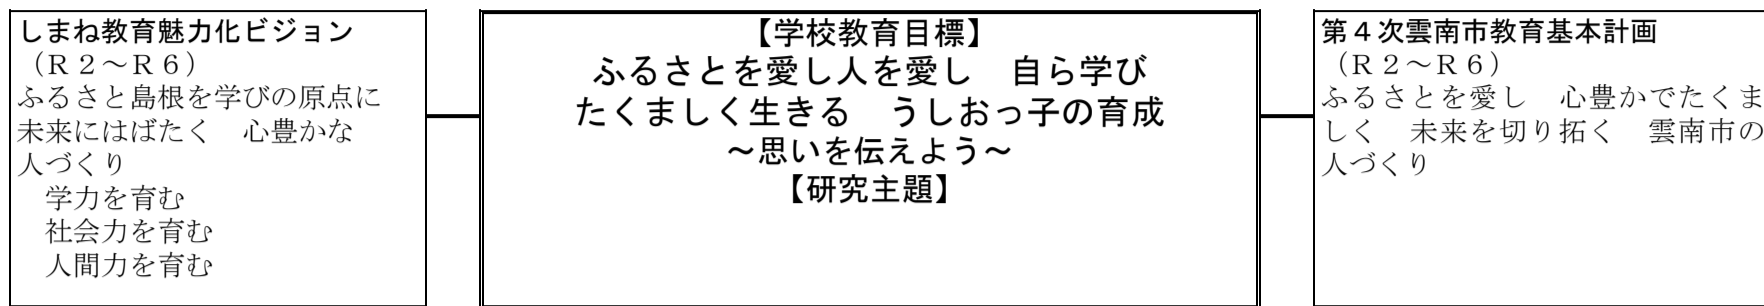 しまね教育魅力化ビジョン
（Ｒ２～Ｒ６）
ふるさと島根を学びの原点に
未来にはばたく　心豊かな
人づくり
　学力を育む
　社会力を育む
　人間力を育む
【学校教育目標】
ふるさとを愛し人を愛し　自ら学び
たくましく生きる　うしおっ子の育成
～思いを伝えよう～
【研究主題】
第４次雲南市教育基本計画
（Ｒ２～Ｒ６）
ふるさとを愛し　心豊かでたくま
しく　未来を切り拓く　雲南市の
人づくり